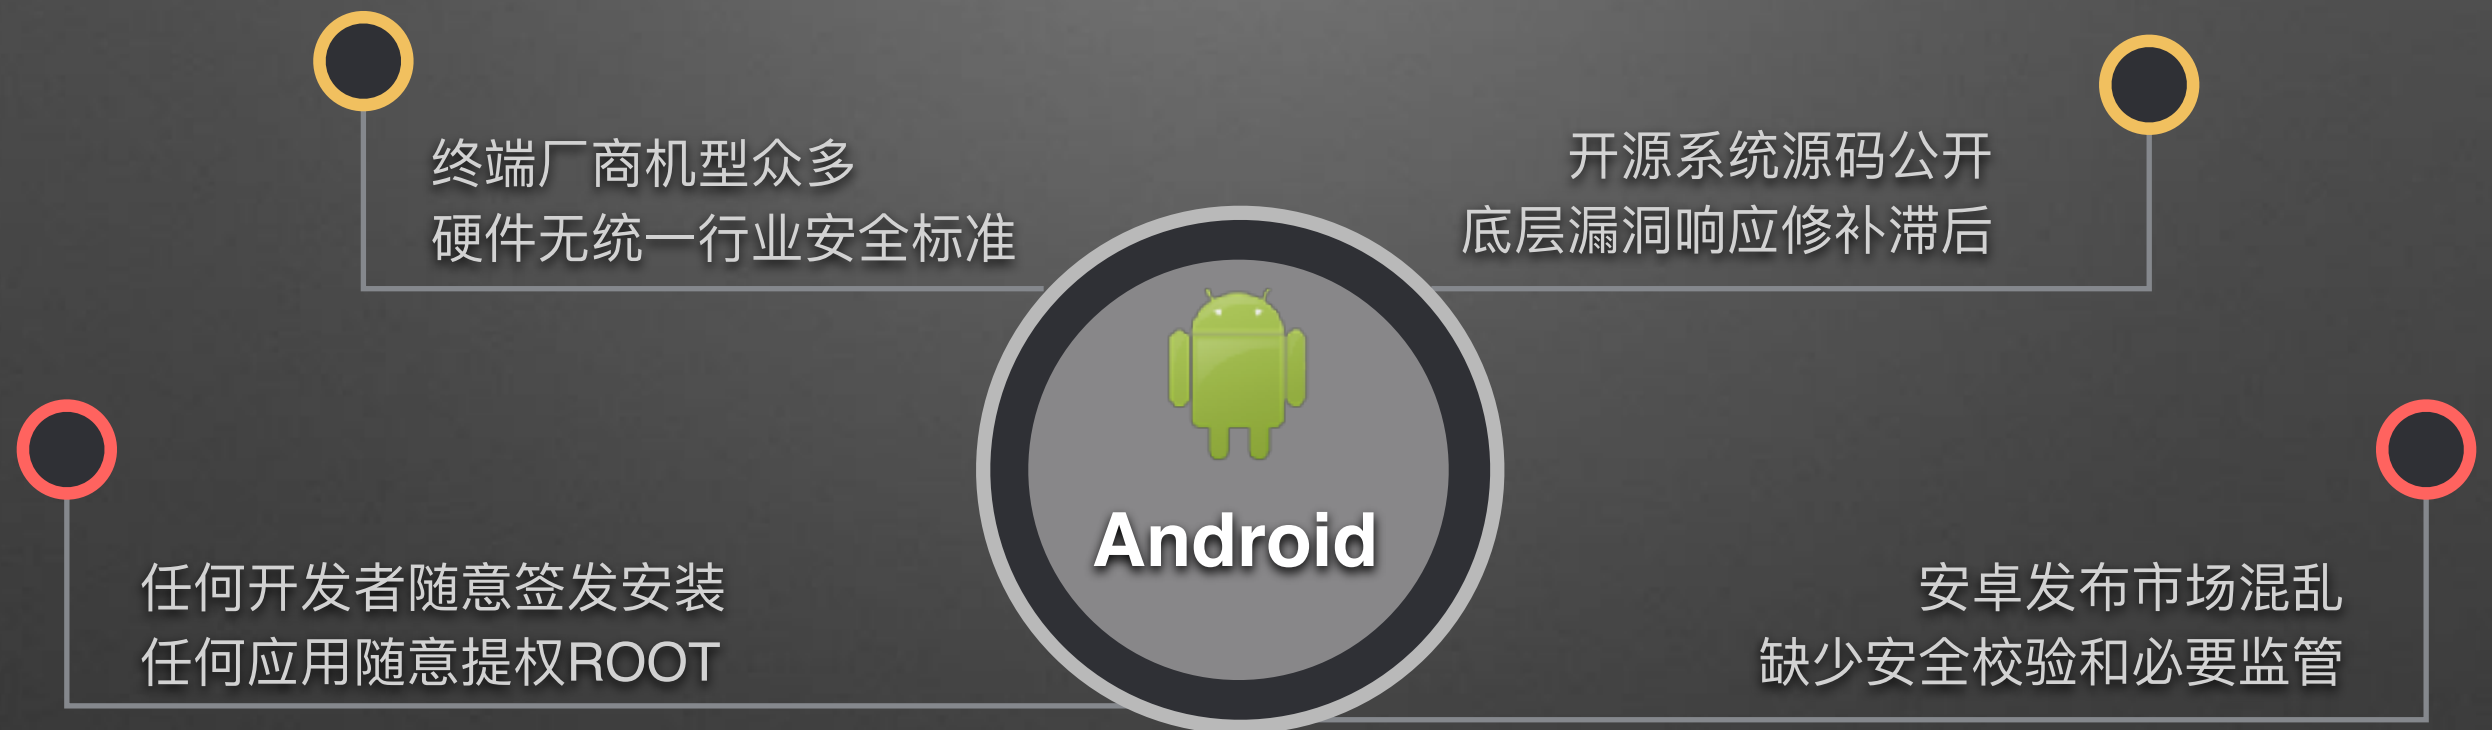 终端厂商机型众多
硬件无统一行业安全标准
开源系统源码公开
底层漏洞响应修补滞后
Android
任何开发者随意签发安装
任何应用随意提权ROOT
安卓发布市场混乱
缺少安全校验和必要监管